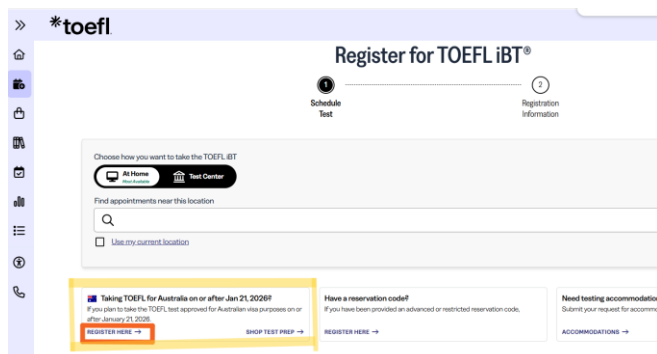 *toefl
Register for TOEFL iBT®
1
2
Schedule
Test
Registration
Information
Choose how you want to take the TOEFL iBT
At Home
Most Available
Test Center
Find appointments near this location
Use my current location
Taking TOEFL for Australia on or after Jan 21, 2026?
If you plan to take the TOEFL test approved for Australian visa purposes on or
after January 21, 2026.
REGISTER HERE →
SHOP TEST PREP →
Have a reservation code?
If you have been provided an advanced or restricted reservation code,
REGISTER HERE →
Need testing accommodatio
Submit your request for accommo
ACCOMMODATIONS →